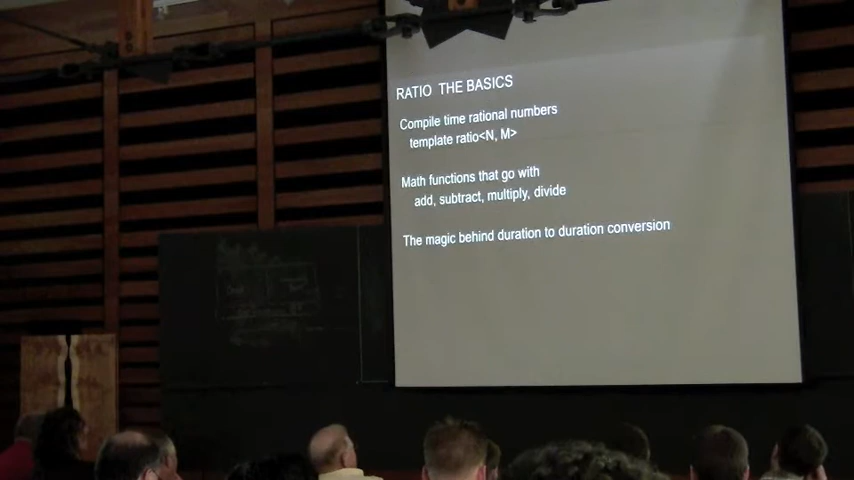 RATIO THE BASICS
Compile time rational numbers
template ratio<N, M>
Math functions that go with
add, subtract, multiply, divide
The magic behind duration to duration conversion